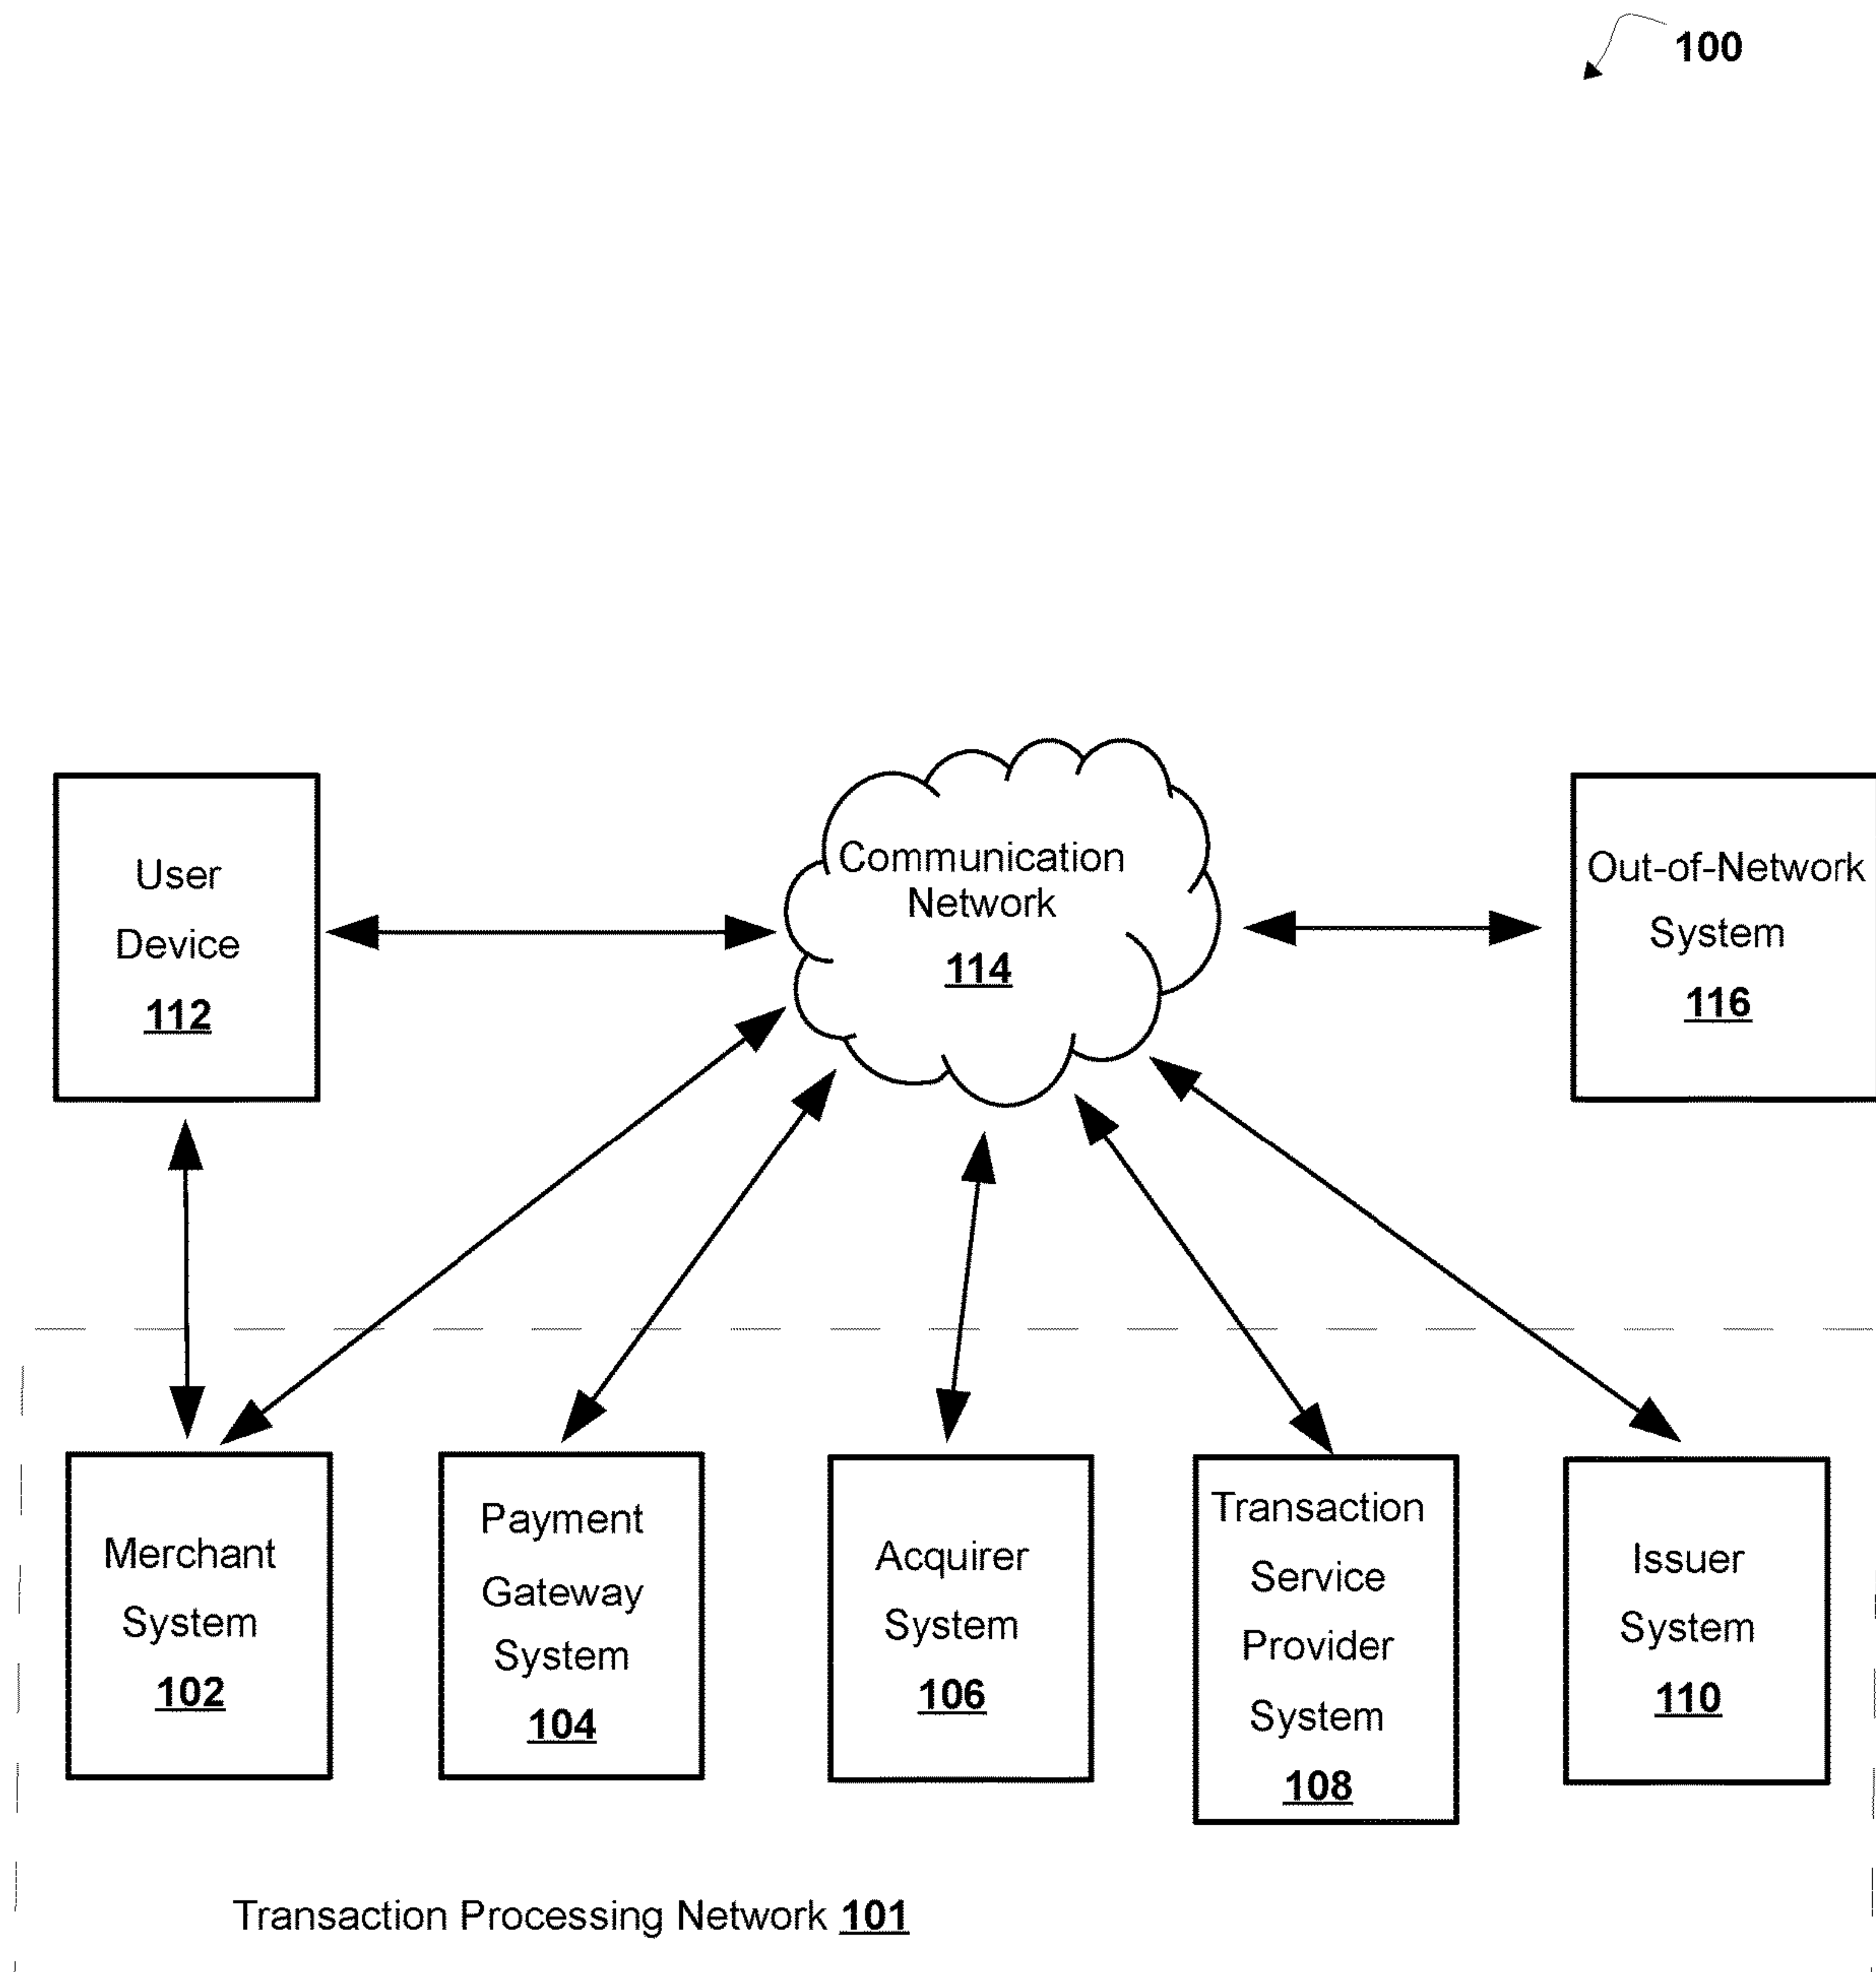 100
User
Device
112
Communication
Network
114
Out-of-Network
System
116
Merchant
System
102
Payment
Gateway
System
104
Acquirer
System
106
Transaction
Service
Provider
System
108
Issuer
System
110
Transaction Processing Network 101